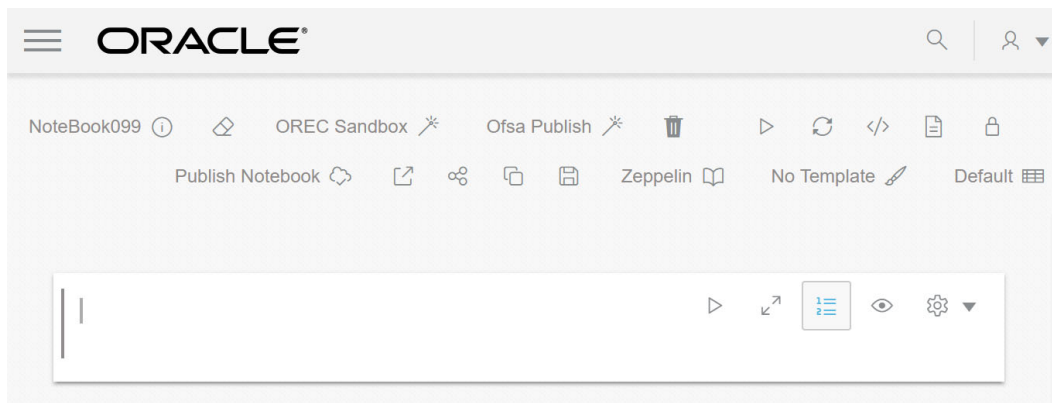 ORACLE®
NoteBook099 OREC Sandbox Ofsa Publish
Publish Notebook Zeppelin No Template Default